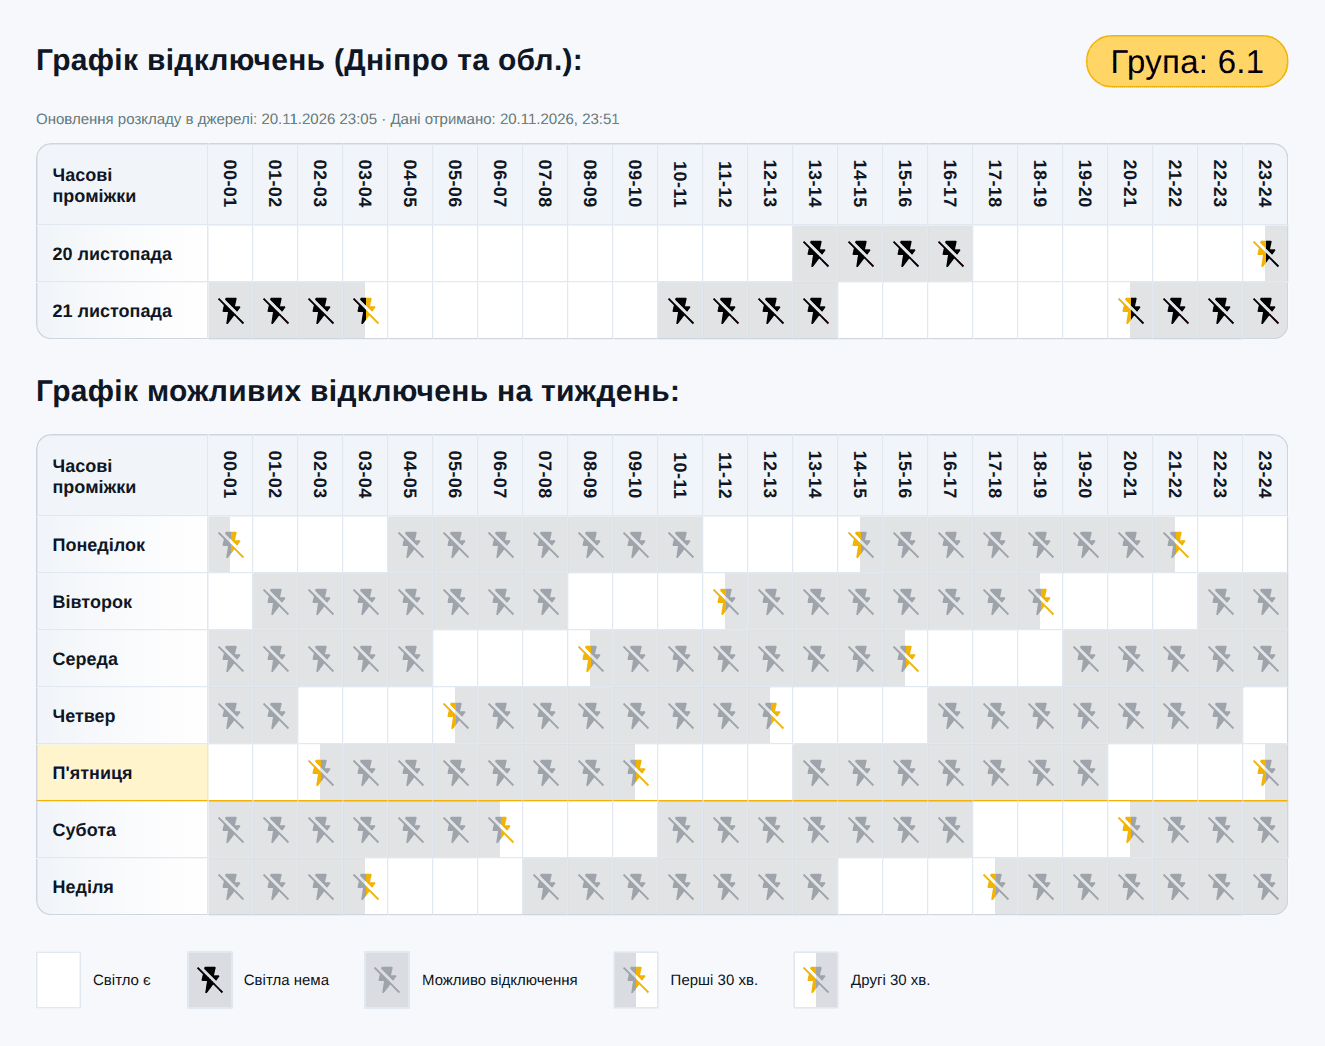 Графік відключень (Дніпро та обл.):
Група: 6.1
Оновлення розкладу в джерелі: 20.11.2026 23:05 · Дані отримано: 20.11.2026, 23:51
Часові
проміжки
00-01 01-02 02-03 03-04 04-05 05-06 06-07 07-08 08-09 09-10 10-11 11-12 12-13 13-14 14-15 15-16 16-17 17-18 18-19 19-20 20-21 21-22 22-23 23-24
20 листопада
21 листопада
Графік можливих відключень на тиждень:
Часові
проміжки
00-01 01-02 02-03 03-04 04-05 05-06 06-07 07-08 08-09 09-10 10-11 11-12 12-13 13-14 14-15 15-16 16-17 17-18 18-19 19-20 20-21 21-22 22-23 23-24
Понеділок
Вівторок
Середа
Четвер
П'ятниця
Субота
Неділя
Світло є
Світла нема
Можливо відключення
Перші 30 хв.
Другі 30 хв.